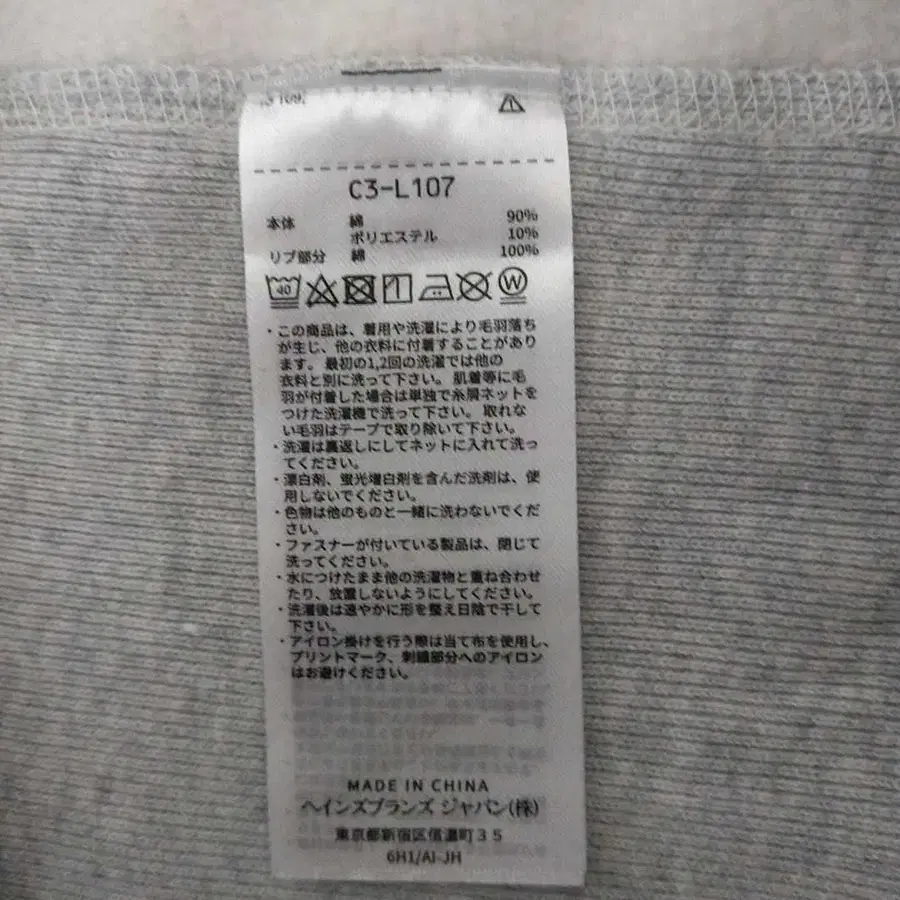 C3-L107
本体 綿 90%
ポリエステル 10%
リブ部分 綿 100%
40 W
・この商品は、着用や洗濯により毛羽落ち
が生じ、他の衣料に付着することがあり
ます。 最初の1,2回の洗濯では他の
衣料と別に洗って下さい。 肌着等に毛
羽が付着した場合は単独で糸屑ネットを
つけた洗濯機で洗って下さい。 取れな
い毛羽はテープで取り除いて下さい。
・洗濯は裏返しにしてネットに入れて洗っ
てください。
・漂白剤、蛍光増白剤を含んだ洗剤は、使
用しないでください。
・色物は他のものと一緒に洗わないでくだ
さい。
・ファスナーが付いている製品は、閉じて
洗ってください。
・水につけたまま他の洗濯物と重ね合わせ
たり、放置しないようにしてください。
・洗濯後は速やかに形を整え日陰で干して
下さい。
・アイロン掛けを行う際は当て布を使用し、
プリントマーク、刺繍部分へのアイロン
はお避けください。
MADE IN CHINA
ヘインズブランズ ジャパン(株)
東京都新宿区信濃町35
6H1/AI-JH